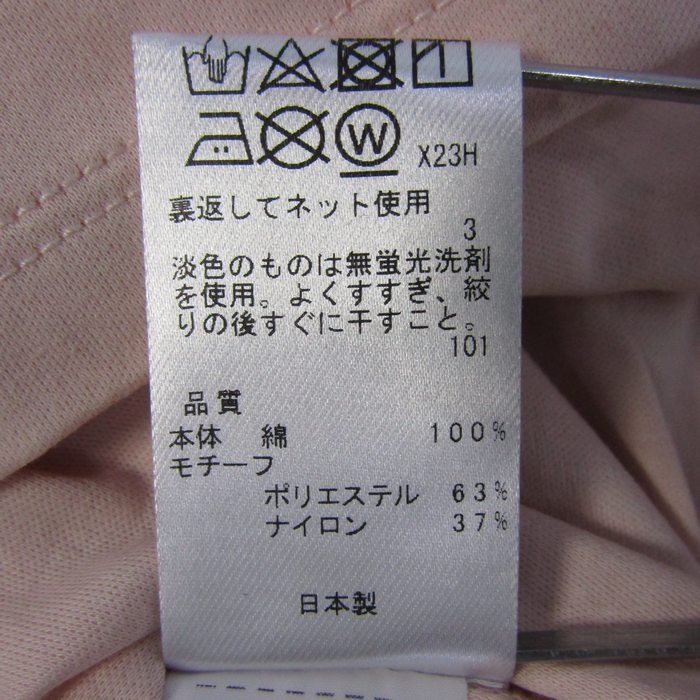 W
X23H
裏返してネット使用
3
淡色のものは無蛍光洗剤
を使用。よくすすぎ、絞
りの後すぐに干すこと。
101
品質
本体 綿 100%
モチーフ
ポリエステル 63%
ナイロン 37%
日本製